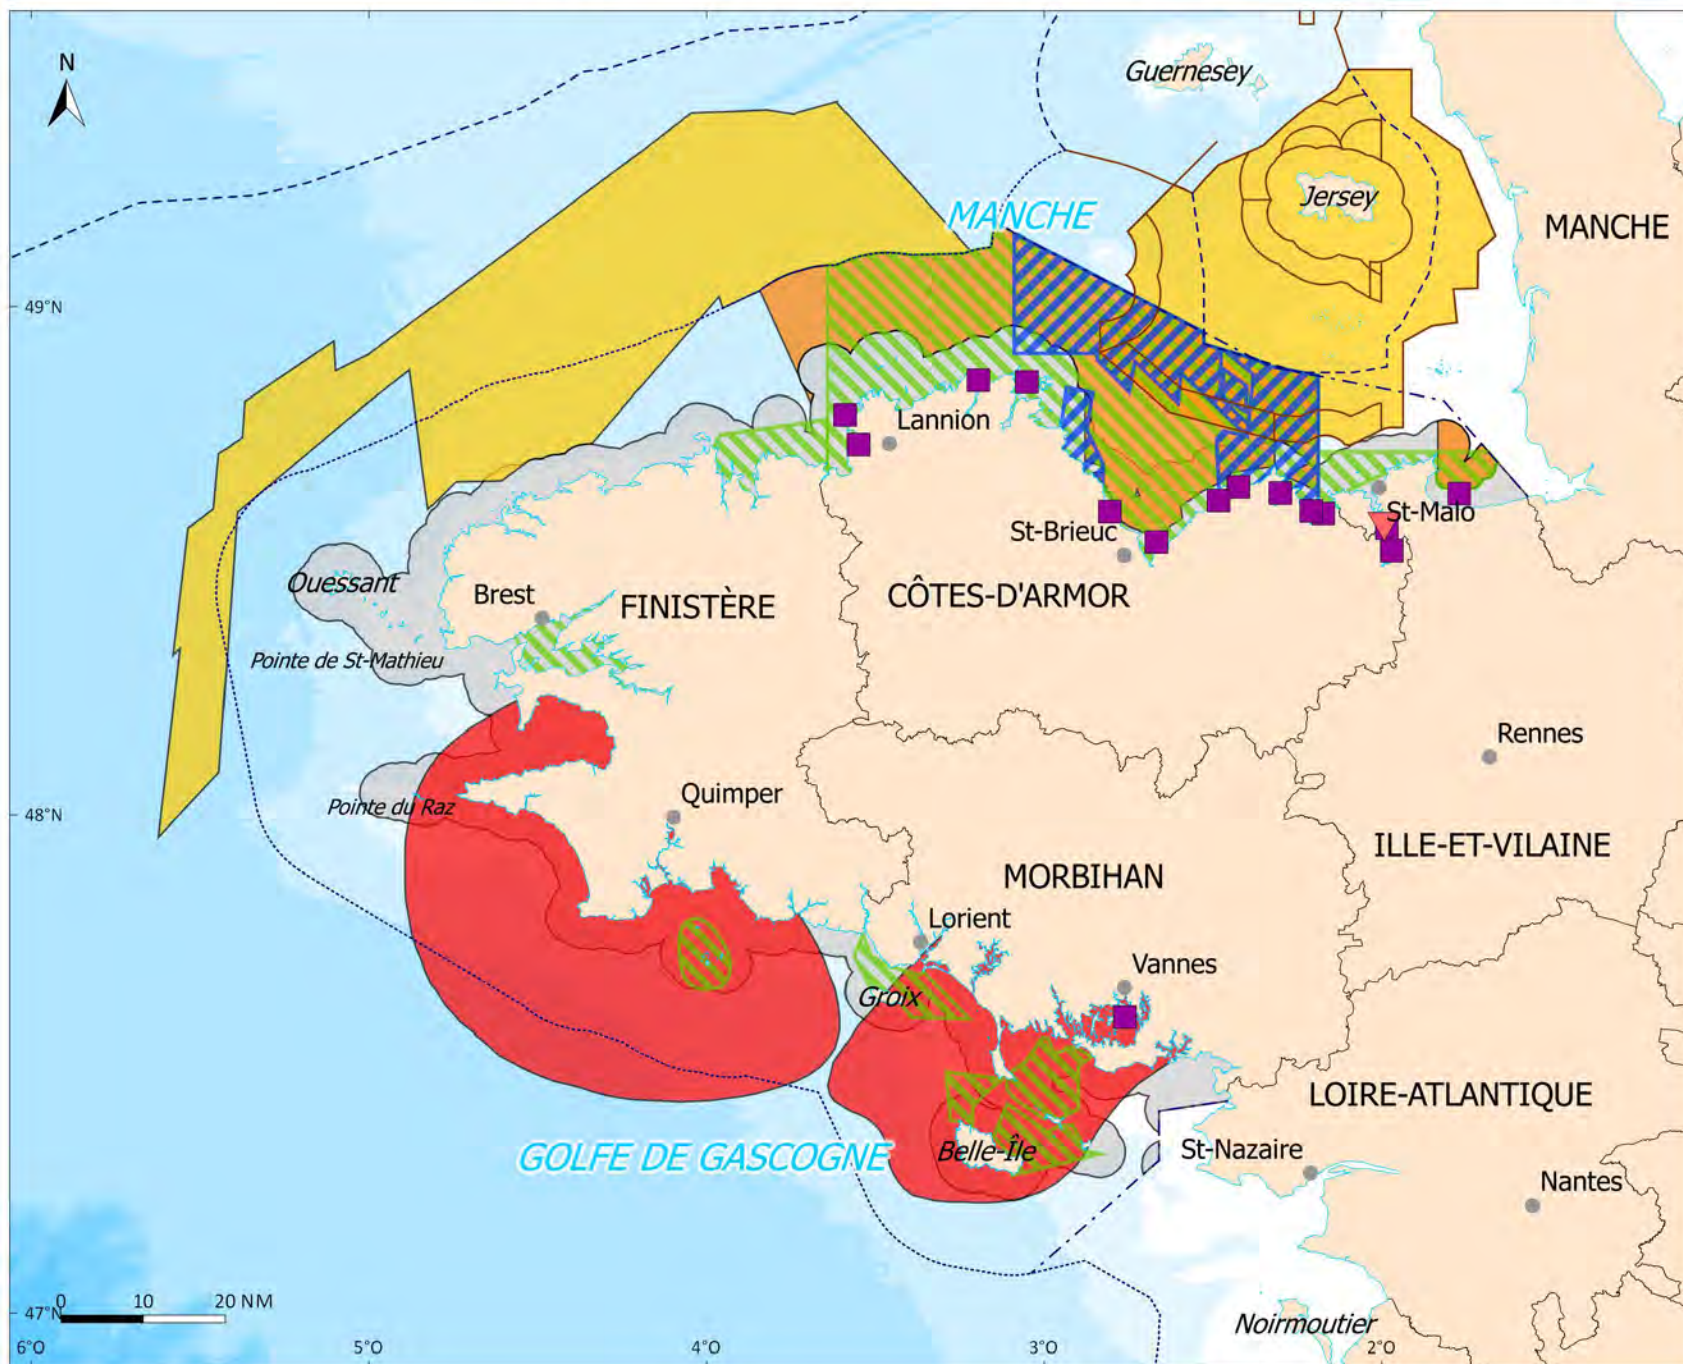 N
Guernesey
Jersey
MANCHE
MANCHE
49°N
Lannion
St-Malo
St-Brieuc
Ouessant
Brest
FINISTÈRE
CÔTES-D'ARMOR
Pointe de St-Mathieu
Rennes
Quimper
Pointe du Raz
48°N
ILLE-ET-VILAINE
MORBIHAN
Lorient
Vannes
Groix
LOIRE-ATLANTIQUE
GOLFE DE GASCOGNE
Belle-Île
St-Nazaire
Nantes
0 10 20 NM
47°N
Noirmoutier
6°O 5°O 4°O 3°O 2°O